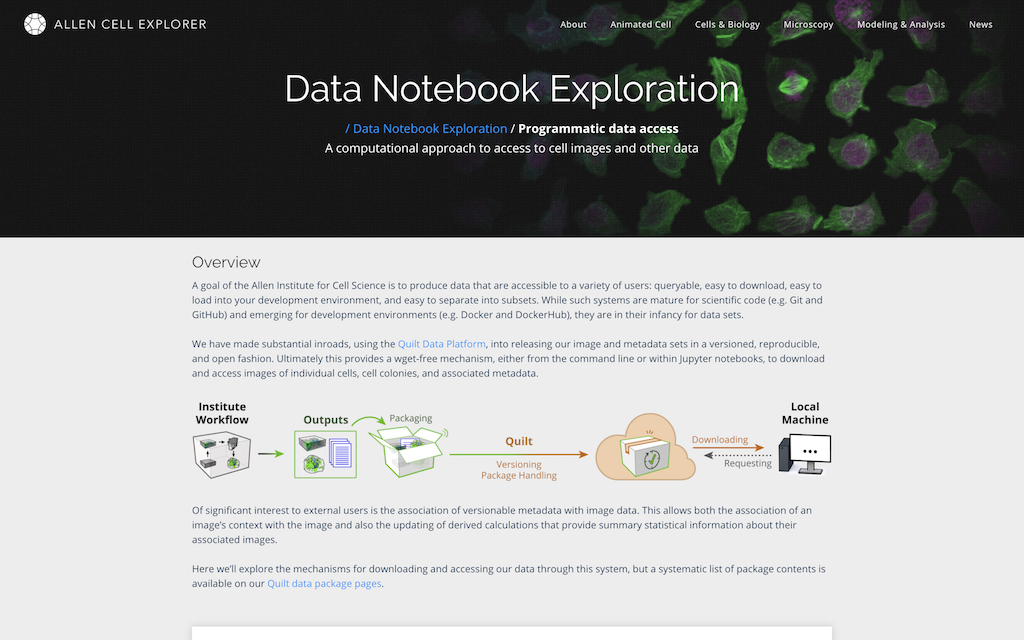 ALLEN CELL EXPLORER
About Animated Cell Cells & Biology Microscopy Modeling & Analysis News
Data Notebook Exploration
/ Data Notebook Exploration / Programmatic data access
A computational approach to access to cell images and other data
Overview
A goal of the Allen Institute for Cell Science is to produce data that are accessible to a variety of users: queryable, easy to download, easy to
load into your development environment, and easy to separate into subsets. While such systems are mature for scientific code (e.g. Git and
GitHub) and emerging for development environments (e.g. Docker and DockerHub), they are in their infancy for data sets.
We have made substantial inroads, using the Quilt Data Platform, into releasing our image and metadata sets in a versioned, reproducible,
and open fashion. Ultimately this provides a wget-free mechanism, either from the command line or within Jupyter notebooks, to download
and access images of individual cells, cell colonies, and associated metadata.
Institute
Workflow
Outputs
Packaging
Quilt
Versioning
Package Handling
Downloading
Requesting
Local
Machine
Of significant interest to external users is the association of versionable metadata with image data. This allows both the association of an
image's context with the image and also the updating of derived calculations that provide summary statistical information about their
associated images.
Here we'll explore the mechanisms for downloading and accessing our data through this system, but a systematic list of package contents is
available on our Quilt data package pages.